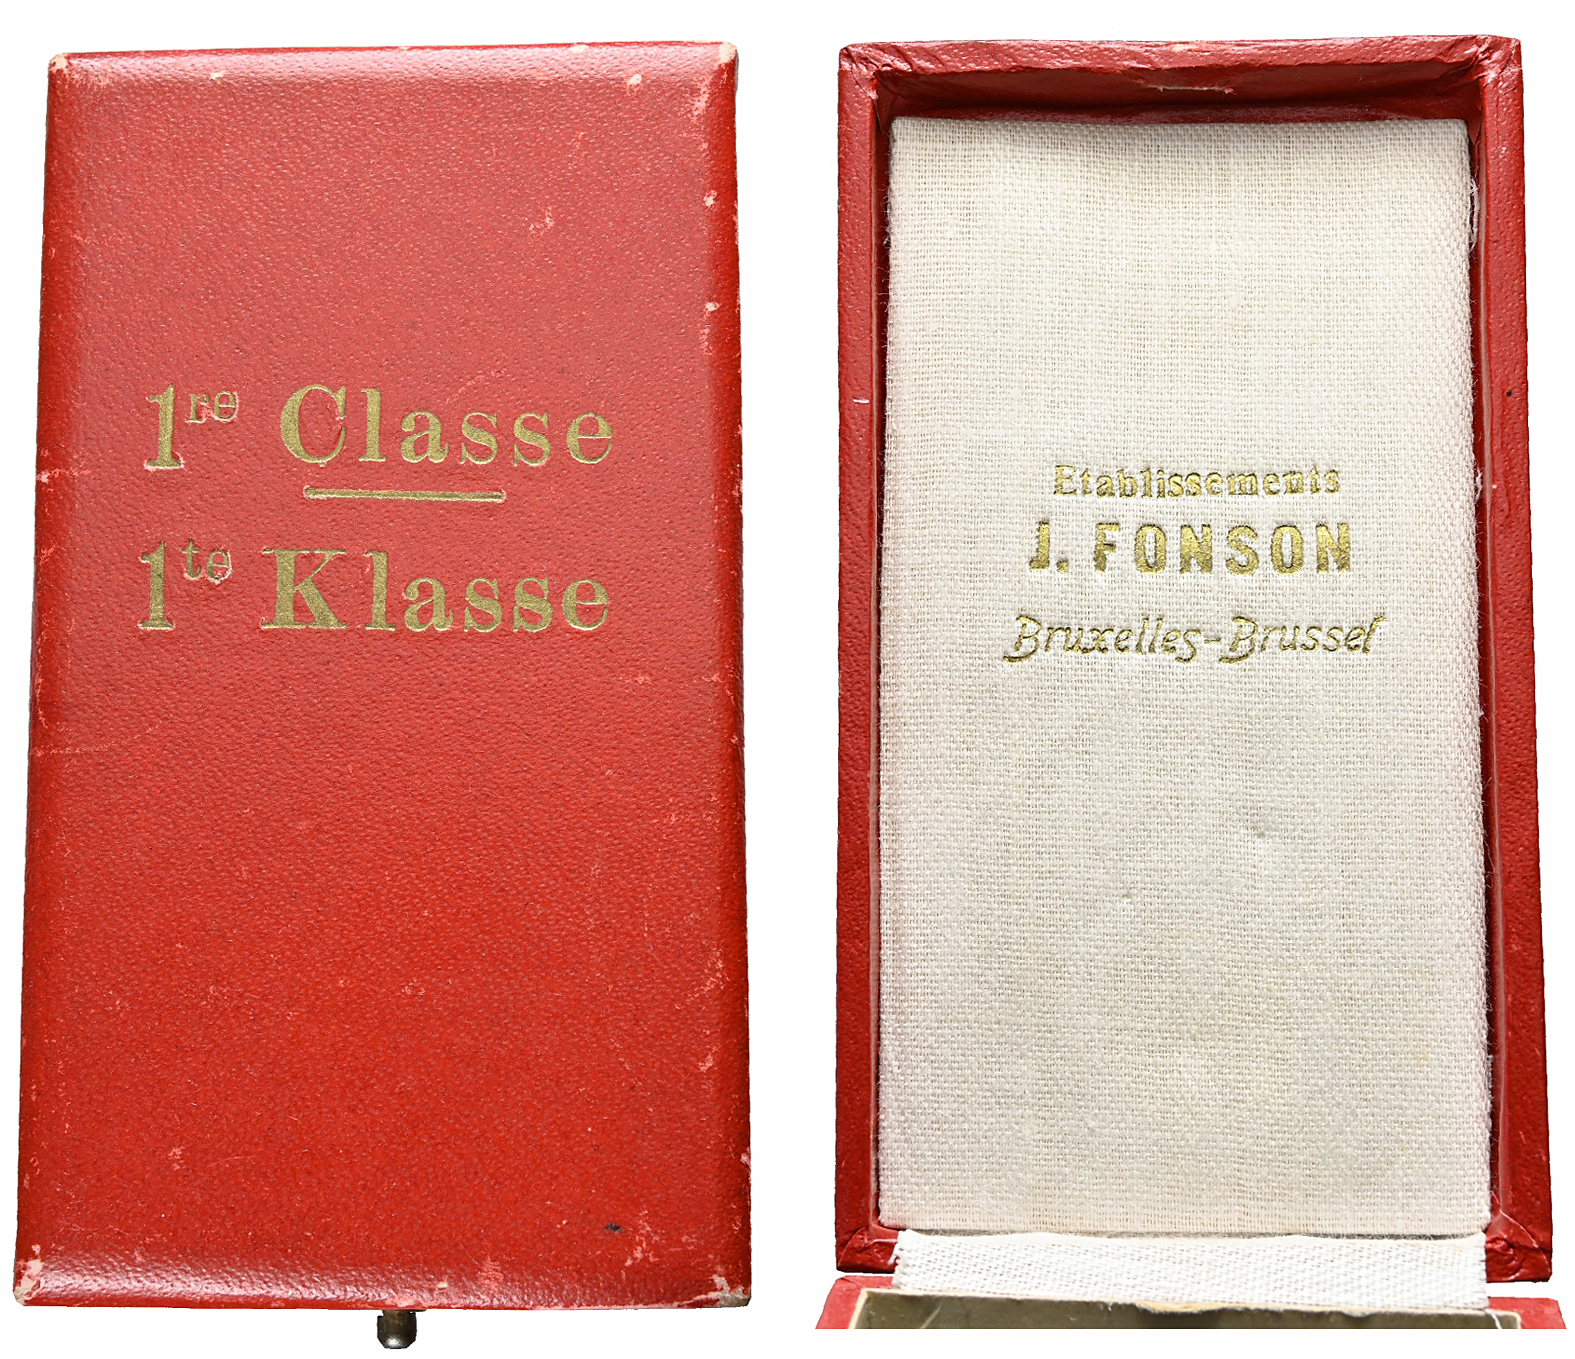 1re Classe
1te Klasse
Etablissements
J. FONSON
Bruxelles-Brussel